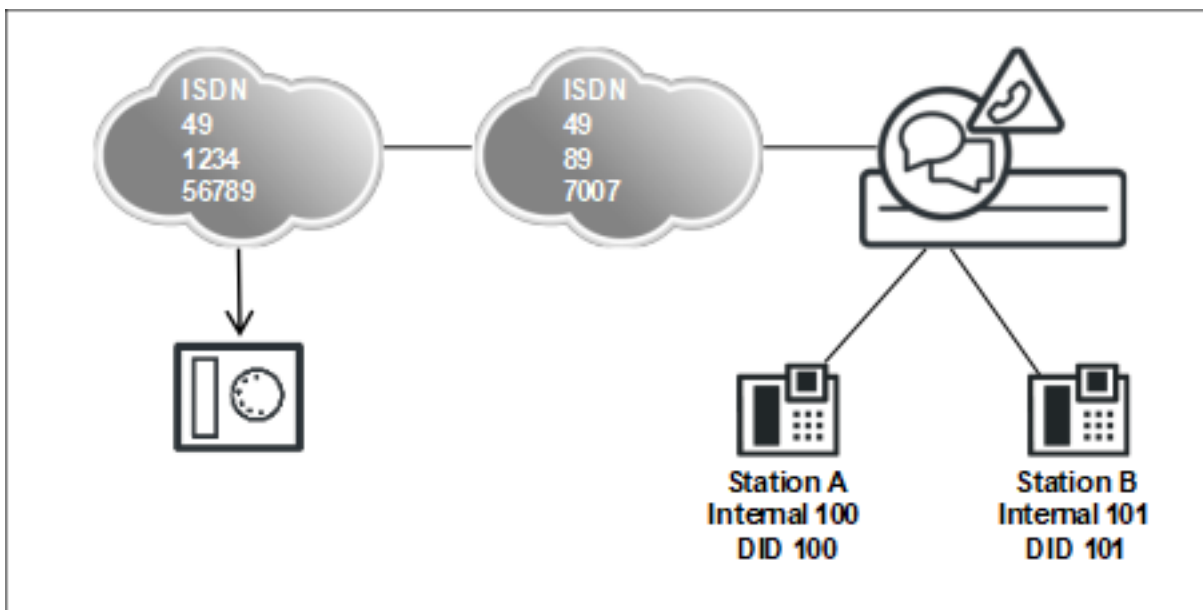 ISDN
49
1234
56789
ISDN
49
89
7007
Station A
Internal 100
DID 100
Station B
Internal 101
DID 101